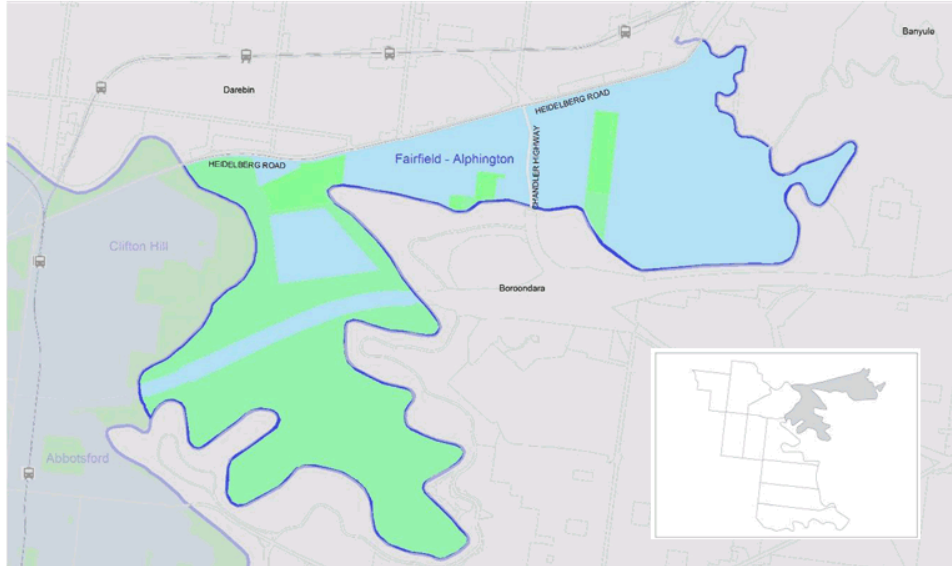 Banyule
Darebin
HEIDELBERG ROAD
HEIDELBERG ROAD
Fairfield - Alphington
CHANDLER HIGHWAY
Clifton Hill
Boroondara
Abbotsford